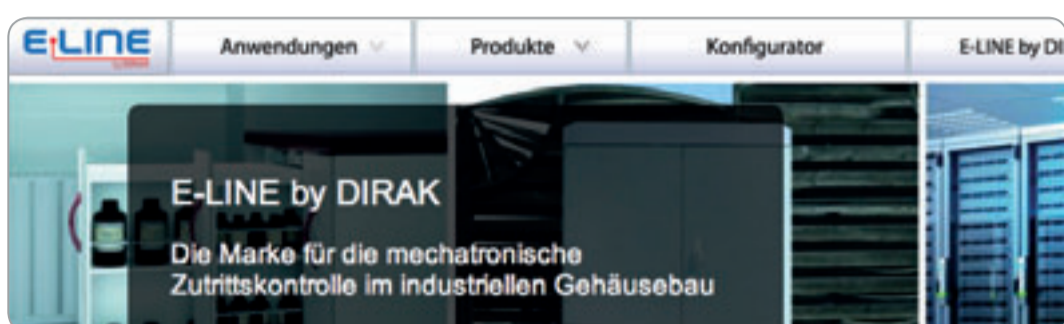 E-LINE
Anwendungen
Produkte
Konfigurator
E-LINE by DI
E-LINE by DIRAK
Die Marke für die mechatronische
Zutrittskontrolle im industriellen Gehäusebau